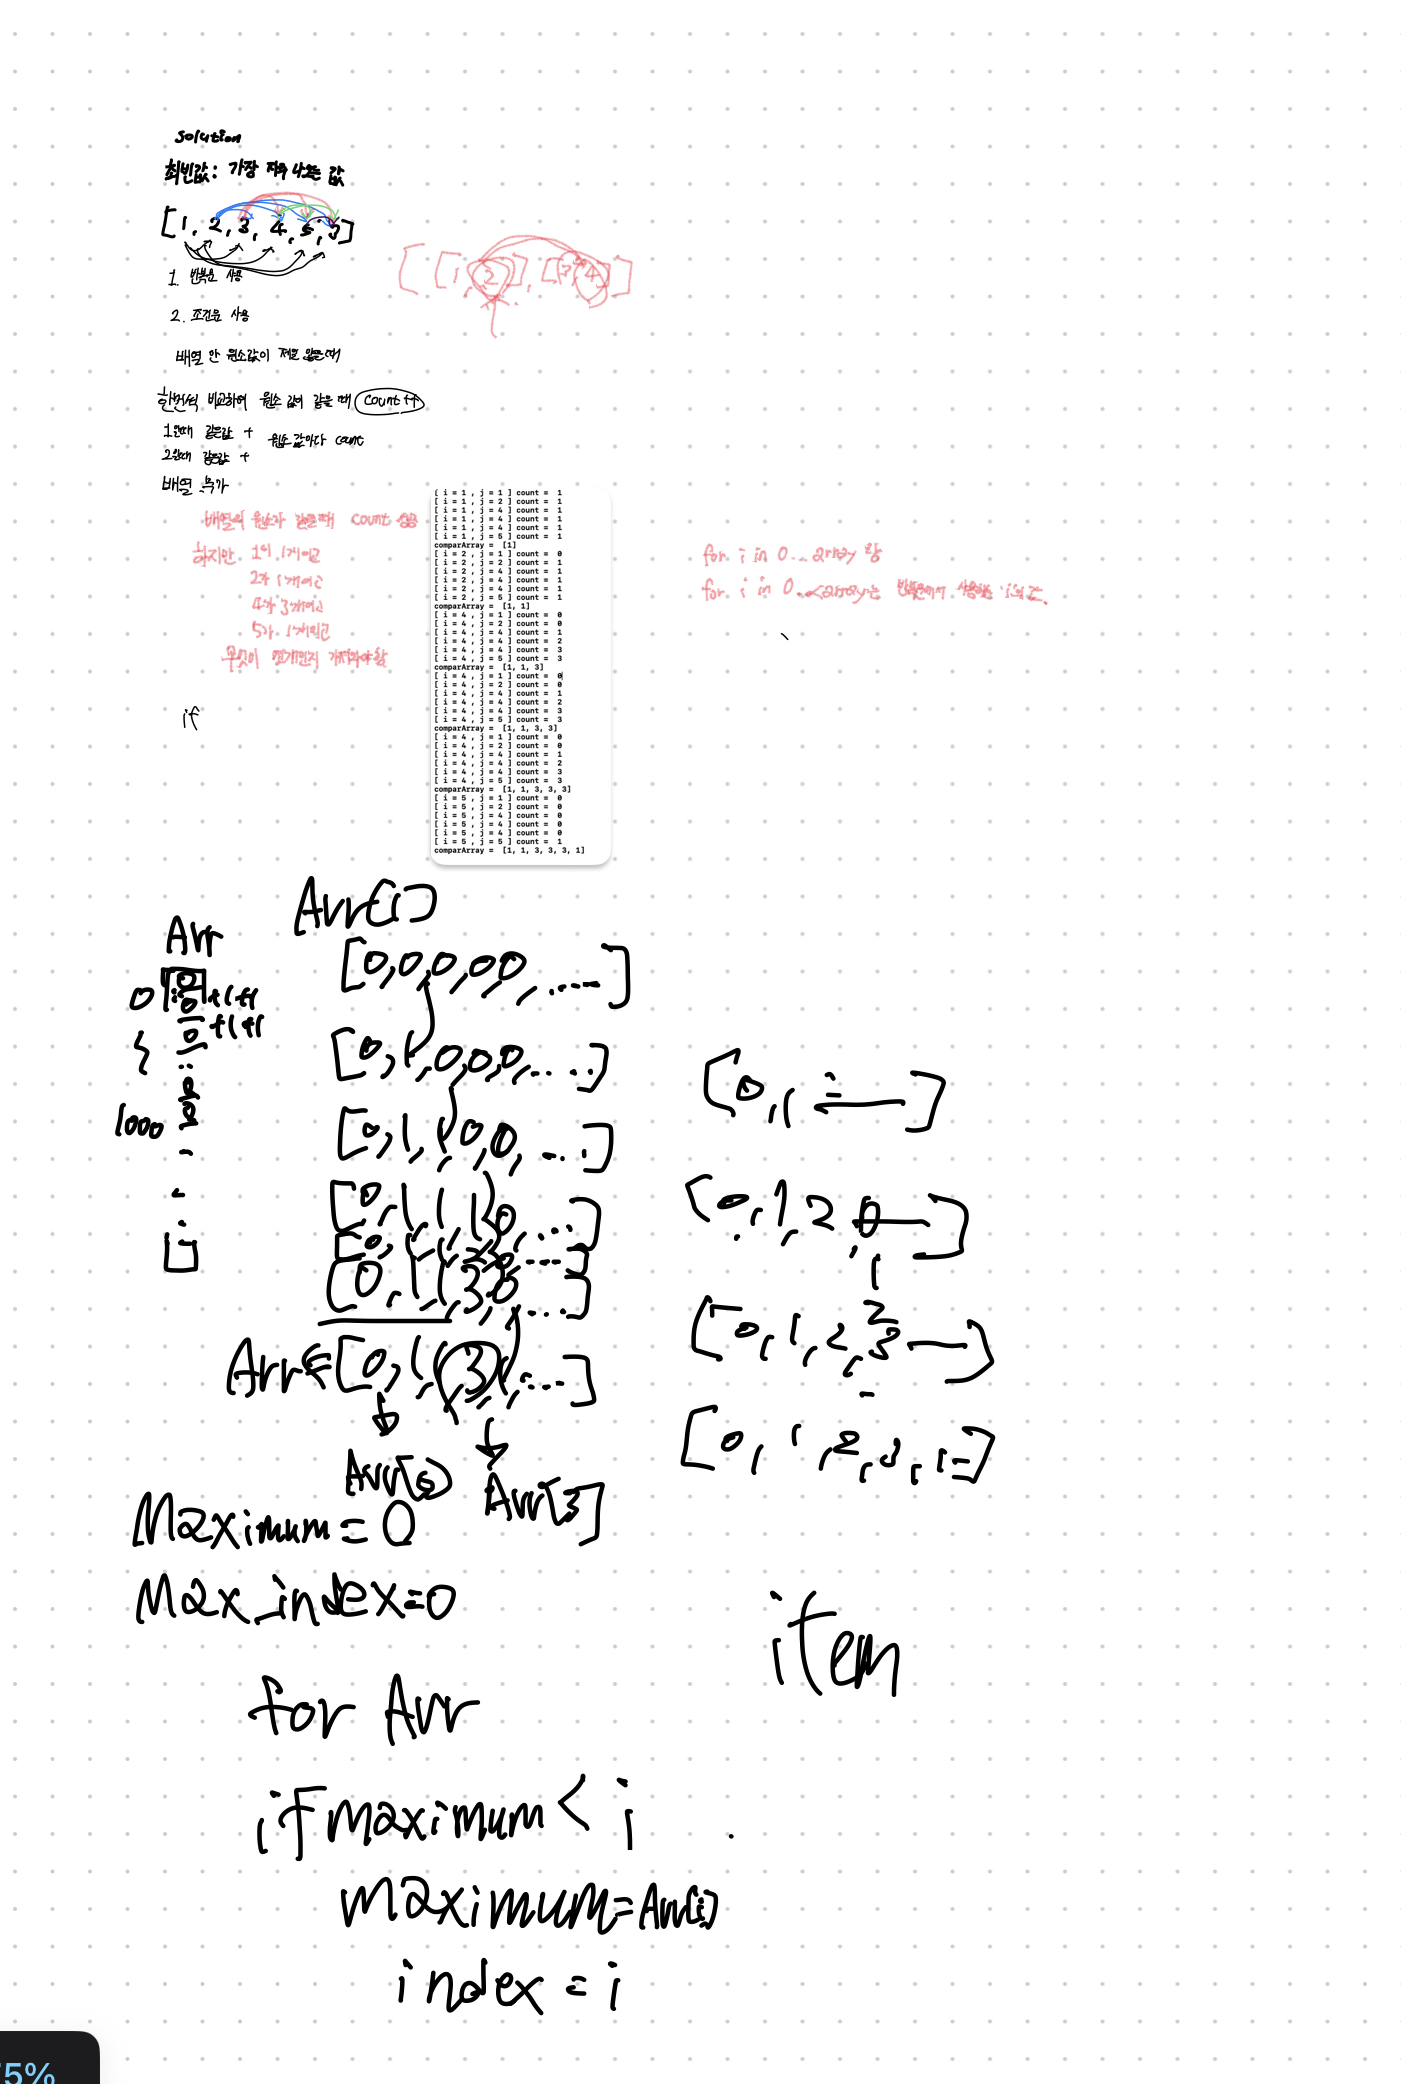 Solution
최빈값: 가장 자주 나오는 값
[1, 2, 3, 4, 5, 3]
[[1, 2], [3, 4]]
1. 반복문 사용
2. 조건문 사용
배열 안 원소값이
한번씩 비교하여 원소 값이 같을 때 count ++
1일때 같은값 +
원소 값마다 count
2일때 같은값 +
배열 추가
배열의 원소가 같을때 count
하지만 1이 1개이고
2가 1개이고
4가 3개이고
5가 1개이고
무엇이 몇개인지 가져와야함
if
[ i = 1 , j = 1 ] count =  1
[ i = 1 , j = 2 ] count =  1
[ i = 1 , j = 4 ] count =  1
[ i = 1 , j = 4 ] count =  1
[ i = 1 , j = 4 ] count =  1
[ i = 1 , j = 5 ] count =  1
comparArray =  [1]
[ i = 2 , j = 1 ] count =  0
[ i = 2 , j = 2 ] count =  1
[ i = 2 , j = 4 ] count =  1
[ i = 2 , j = 4 ] count =  1
[ i = 2 , j = 4 ] count =  1
[ i = 2 , j = 5 ] count =  1
comparArray =  [1, 1]
[ i = 4 , j = 1 ] count =  0
[ i = 4 , j = 2 ] count =  0
[ i = 4 , j = 4 ] count =  1
[ i = 4 , j = 4 ] count =  2
[ i = 4 , j = 4 ] count =  3
[ i = 4 , j = 5 ] count =  3
comparArray =  [1, 1, 3]
[ i = 4 , j = 1 ] count =  0
[ i = 4 , j = 2 ] count =  0
[ i = 4 , j = 4 ] count =  1
[ i = 4 , j = 4 ] count =  2
[ i = 4 , j = 4 ] count =  3
[ i = 4 , j = 5 ] count =  3
comparArray =  [1, 1, 3, 3]
[ i = 4 , j = 1 ] count =  0
[ i = 4 , j = 2 ] count =  0
[ i = 4 , j = 4 ] count =  1
[ i = 4 , j = 4 ] count =  2
[ i = 4 , j = 4 ] count =  3
[ i = 4 , j = 5 ] count =  3
comparArray =  [1, 1, 3, 3, 3]
[ i = 5 , j = 1 ] count =  0
[ i = 5 , j = 2 ] count =  0
[ i = 5 , j = 4 ] count =  0
[ i = 5 , j = 4 ] count =  0
[ i = 5 , j = 4 ] count =  0
[ i = 5 , j = 5 ] count =  1
comparArray =  [1, 1, 3, 3, 3, 1]
for i in 0...array 랑
for i in 0..<array는 반복문에서 사용하는 i의 값.
Arr
0
1000
+1+1
+1+1
Arr[i]
[0,0,0,0,0,.....]
[0,1,0,0,0,....]
[0,1,1,0,0,....]
[0,1,1,1,0,....]
[0,1,1,2,0,....]
[0,1,1,3,0,....]
Arr=[0,1,1,3,1,....]
Arr[0]
Arr[3]
[0,1,
[0,1,2,0
[0,1,2,3
[0,1,2,3,1
Maximum=0
Max_index=0
item
for Arr
if maximum < i
maximum=Arr[i]
index = i
5%